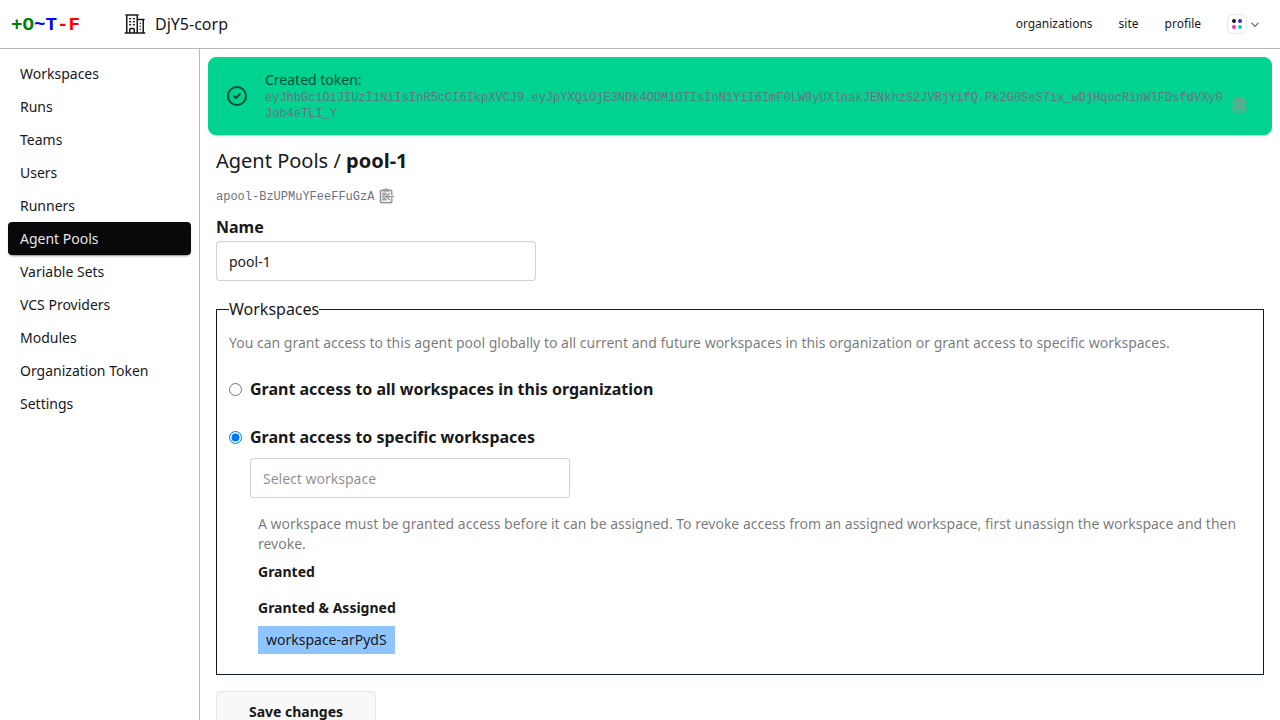 +O~T-F
DjY5-corp
organizations
site
profile
Workspaces
Runs
Teams
Users
Runners
Agent Pools
Variable Sets
VCS Providers
Modules
Organization Token
Settings
Created token:
eyJhbGciOiJIUzI1NiIsInR5cCI6IkpXVCJ9.eyJpYXQiOjE3NDk4ODM1OTIsInN1YiI6ImF0LW9yUXlnakJENkhzS2JVRjYifQ.Pk2G0SeS7ix_wDjHqocRinWlFDsfdVXy0
Job4eTLI_Y
Agent Pools / pool-1
apool-BzUPMuYFeeFFuGzA
Name
pool-1
Workspaces
You can grant access to this agent pool globally to all current and future workspaces in this organization or grant access to specific workspaces.
Grant access to all workspaces in this organization
Grant access to specific workspaces
Select workspace
A workspace must be granted access before it can be assigned. To revoke access from an assigned workspace, first unassign the workspace and then
revoke.
Granted
Granted & Assigned
workspace-arPydS
Save changes